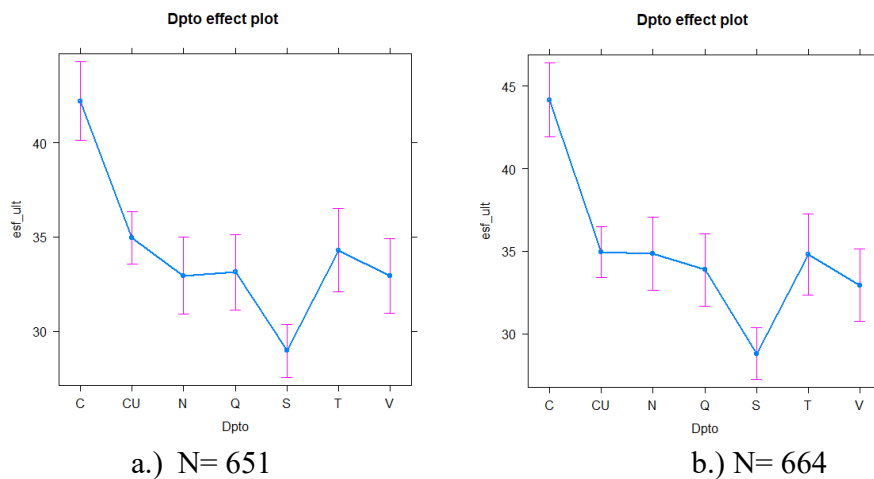 Dpto effect plot
40
35
30
esf_ult
C CU N Q S T V
Dpto
a.) N= 651
Dpto effect plot
45
40
35
30
esf_ult
C CU N Q S T V
Dpto
b.) N= 664